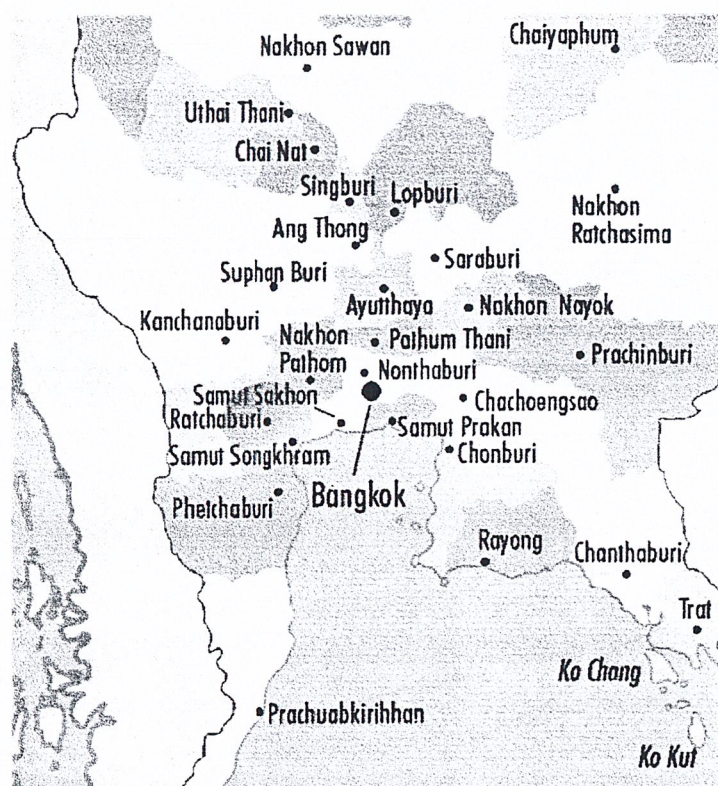 Nakhon Sawan
Chaiyaphum
Uthai Thani
Chai Nat
Singburi
Lopburi
Nakhon
Ratchasima
Ang Thong
Saraburi
Suphan Buri
Ayutthaya
Nakhon Nayok
Kanchanaburi
Nakhon
Pathom
Pathum Thani
Prachinburi
Nonthaburi
Samut Sakhon
Chachoengsao
Ratchaburi
Samut Prakan
Samut Songkhram
Chonburi
Phetchaburi
Bangkok
Rayong
Chanthaburi
Trat
Ko Chang
Prachuabkirihhan
Ko Kut